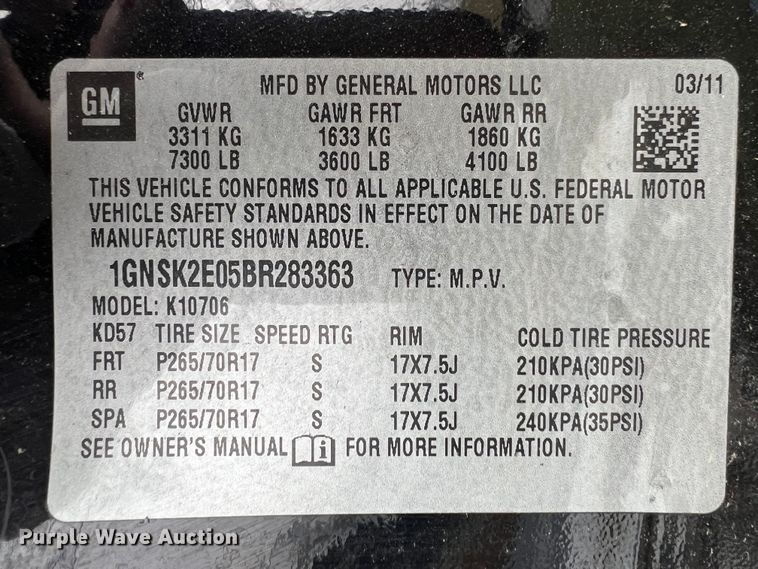 GM ®
MFD BY GENERAL MOTORS LLC 03/11
GVWR GAWR FRT GAWR RR
3311 KG 1633 KG 1860 KG
7300 LB 3600 LB 4100 LB
THIS VEHICLE CONFORMS TO ALL APPLICABLE U.S. FEDERAL MOTOR
VEHICLE SAFETY STANDARDS IN EFFECT ON THE DATE OF
MANUFACTURE SHOWN ABOVE.
1GNSK2E05BR283363 TYPE: M.P.V.
MODEL: K10706
KD57 TIRE SIZE SPEED RTG RIM COLD TIRE PRESSURE
FRT P265/70R17 S 17X7.5J 210KPA(30PSI)
RR P265/70R17 S 17X7.5J 210KPA(30PSI)
SPA P265/70R17 S 17X7.5J 240KPA(35PSI)
SEE OWNER'S MANUAL i FOR MORE INFORMATION.
Purple Wave Auction